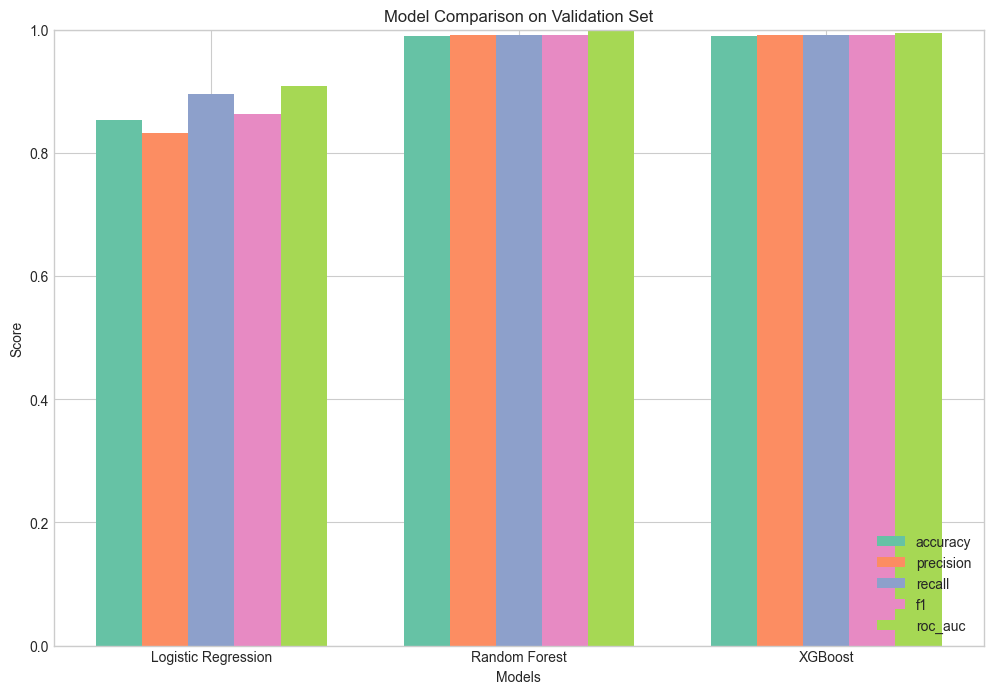 Model Comparison on Validation Set
1.0
0.8
0.6
0.4
0.2
0.0
Score
Logistic Regression
Random Forest
XGBoost
Models
accuracy
precision
recall
f1
roc_auc